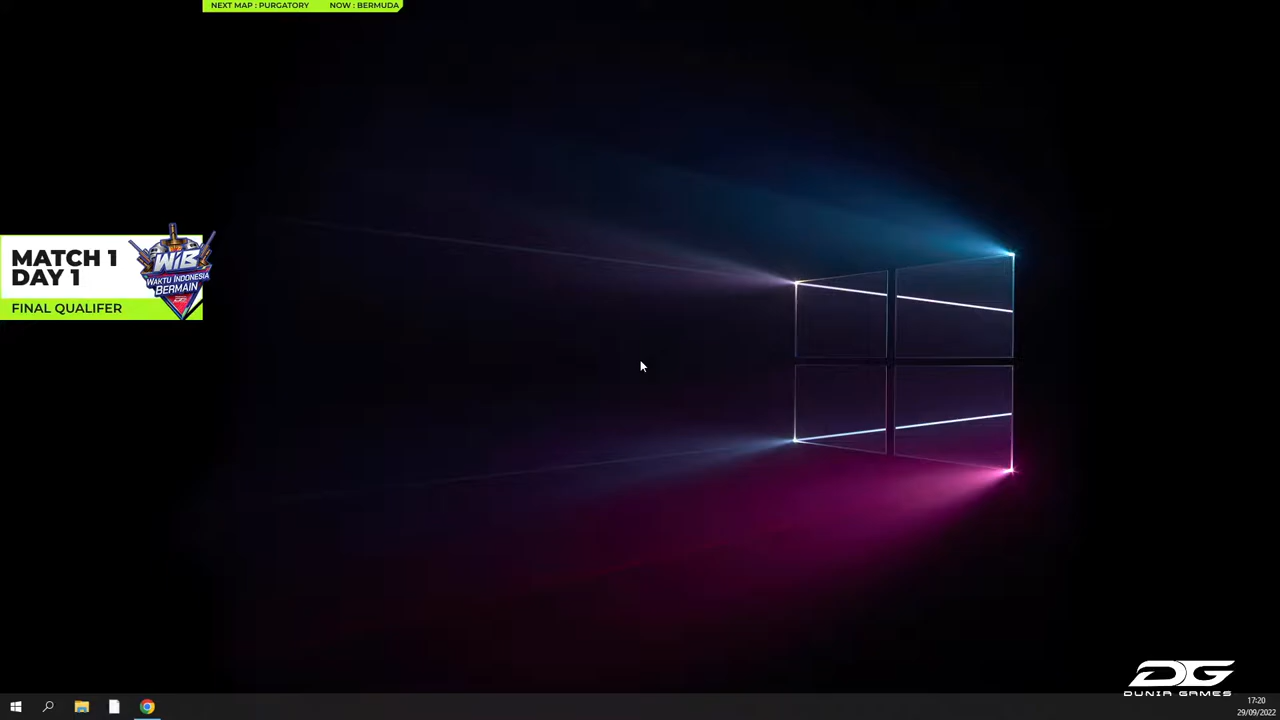 NEXT MAP : PURGATORY NOW : BERMUDA
MATCH 1
DAY 1
FINAL QUALIFER
WIB
WAKTU INDONESIA
BERMAIN
DG
DUNIA GAMES
17:20
29/09/2022